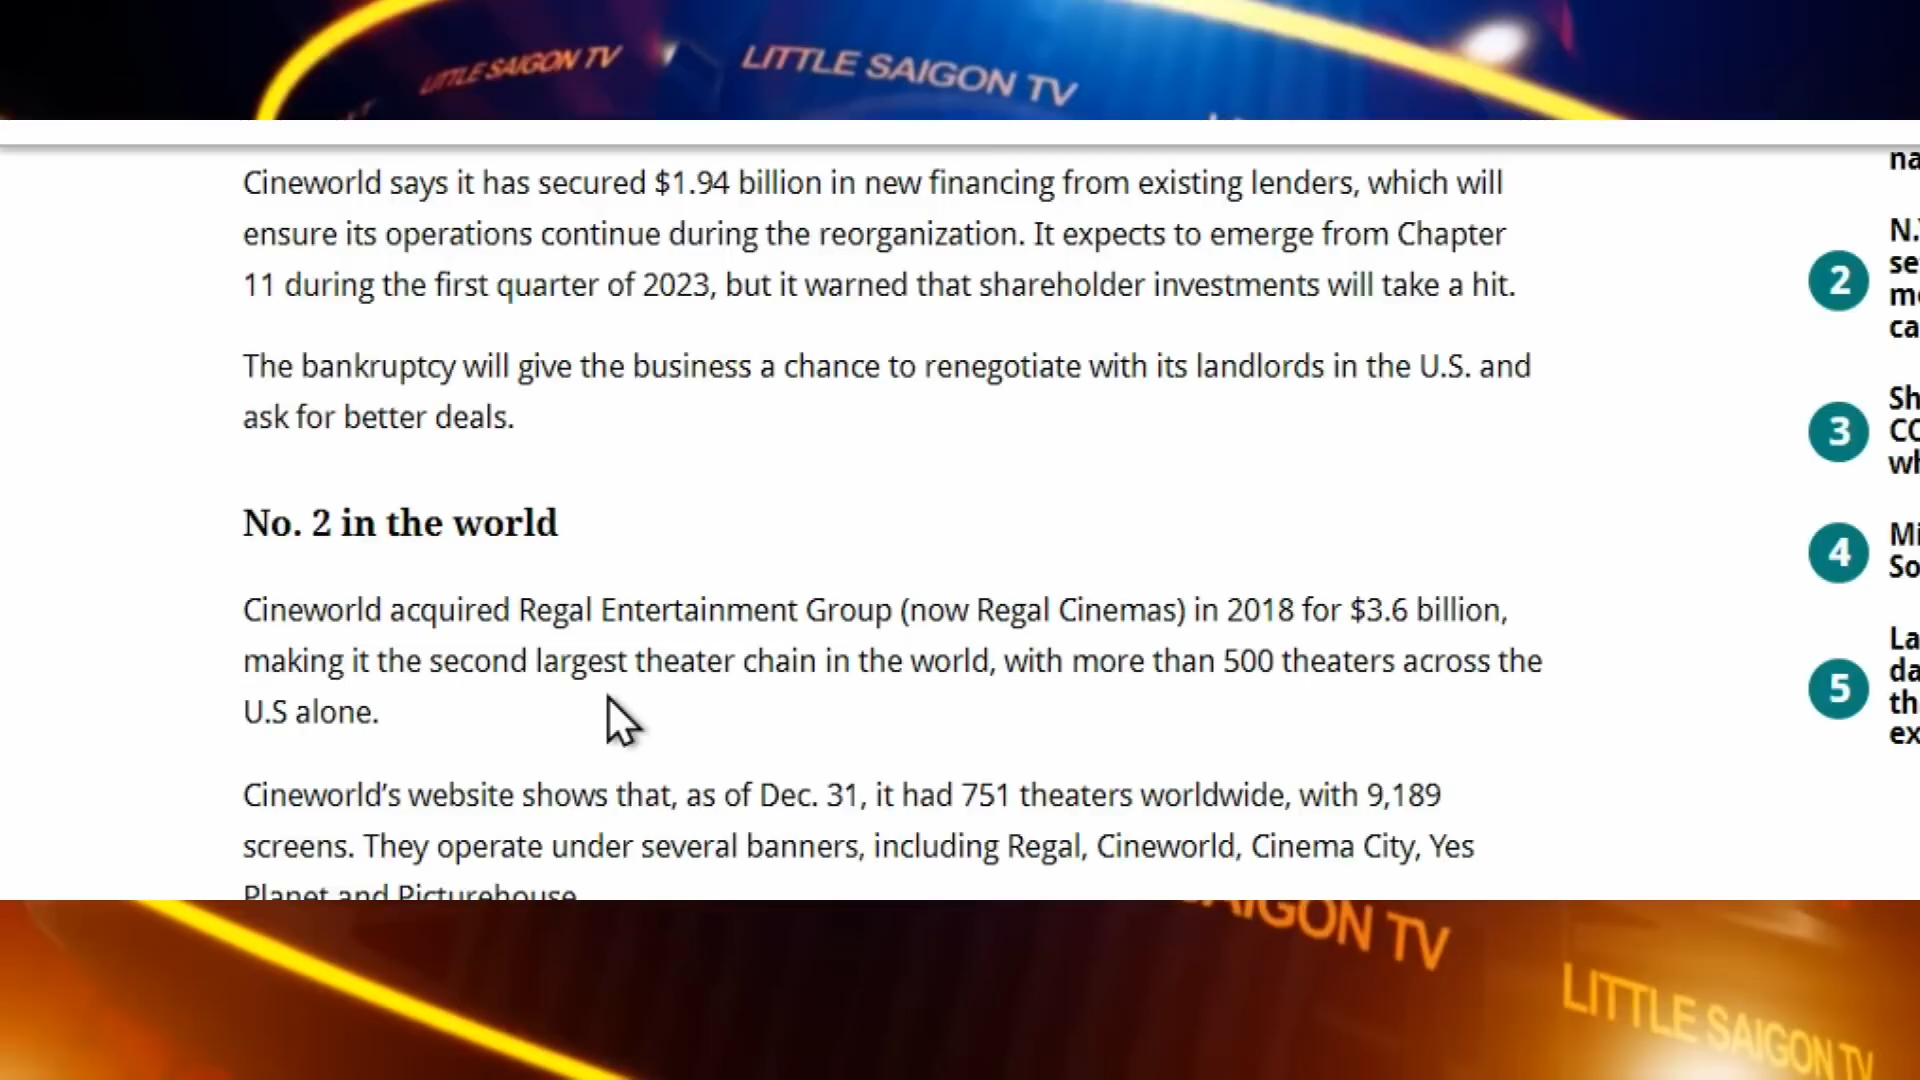 LITTLE SAIGON TV
LITTLE SAIGON TV
Cineworld says it has secured $1.94 billion in new financing from existing lenders, which will
ensure its operations continue during the reorganization. It expects to emerge from Chapter
11 during the first quarter of 2023, but it warned that shareholder investments will take a hit.
The bankruptcy will give the business a chance to renegotiate with its landlords in the U.S. and
ask for better deals.
No. 2 in the world
Cineworld acquired Regal Entertainment Group (now Regal Cinemas) in 2018 for $3.6 billion,
making it the second largest theater chain in the world, with more than 500 theaters across the
U.S alone.
Cineworld’s website shows that, as of Dec. 31, it had 751 theaters worldwide, with 9,189
screens. They operate under several banners, including Regal, Cineworld, Cinema City, Yes
Planet and Picturehouse.
2
3
4
5
SAIGON TV
LITTLE SAIGON TV